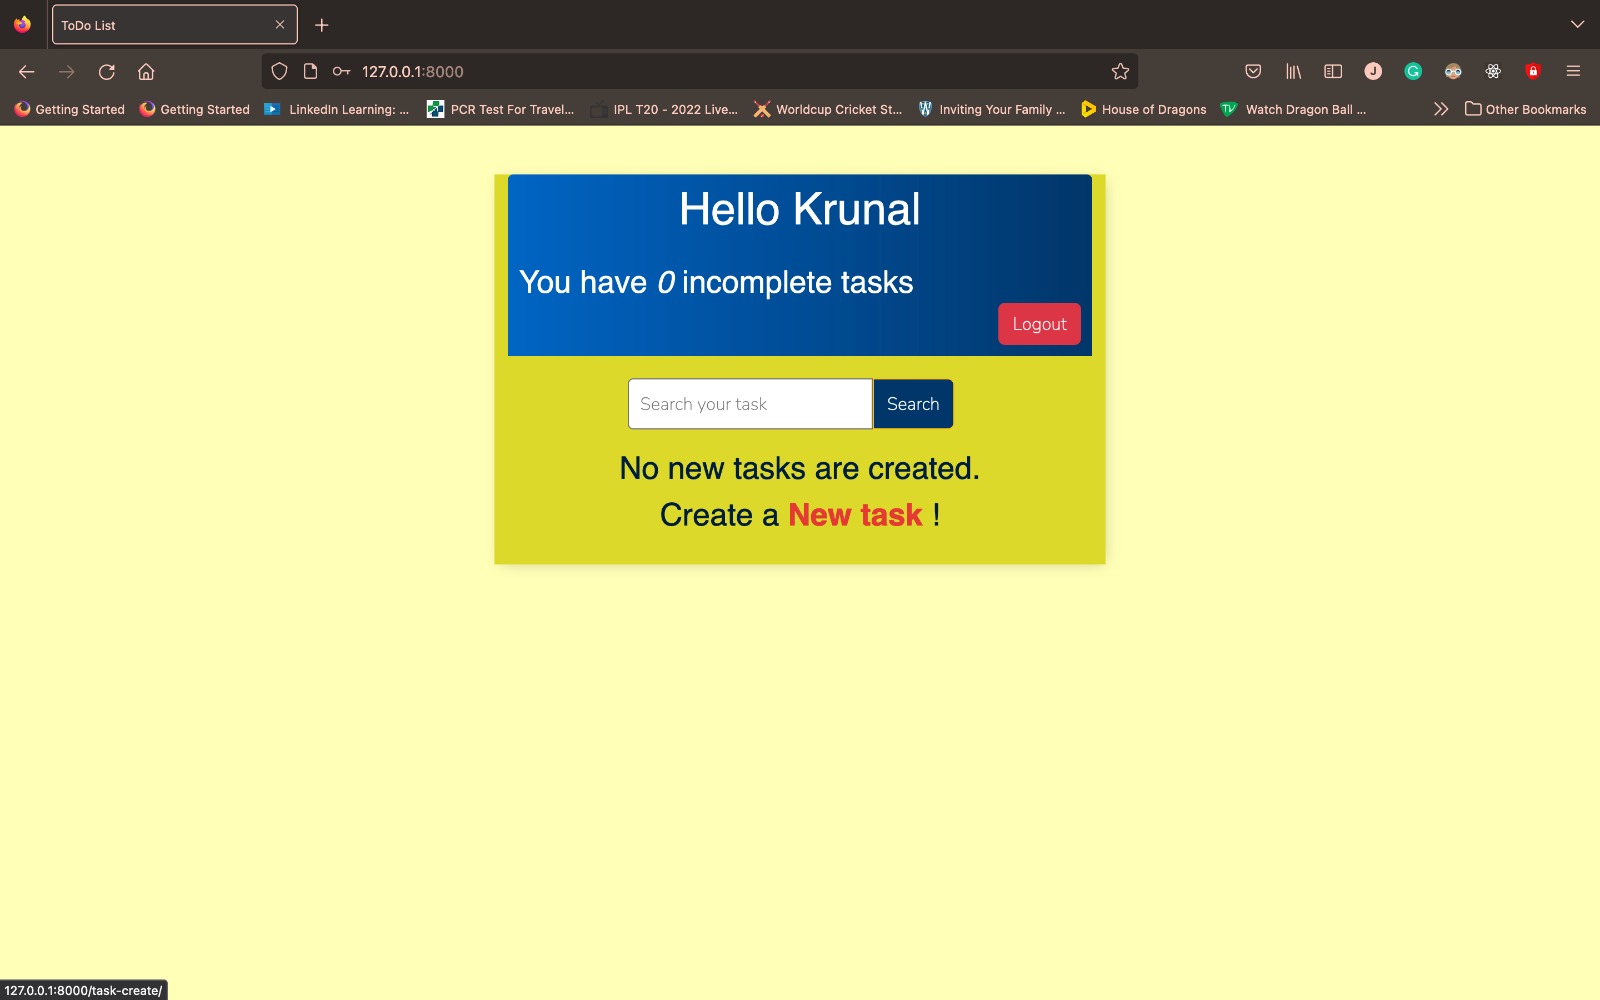 ToDo List
127.0.0.1:8000
Getting Started
Getting Started
LinkedIn Learning: ...
PCR Test For Travel...
IPL T20 - 2022 Live...
Worldcup Cricket St...
Inviting Your Family ...
House of Dragons
Watch Dragon Ball ...
Other Bookmarks
Hello Krunal
You have 0 incomplete tasks
Logout
Search your task
Search
No new tasks are created.
Create a New task !
127.0.0.1:8000/task-create/